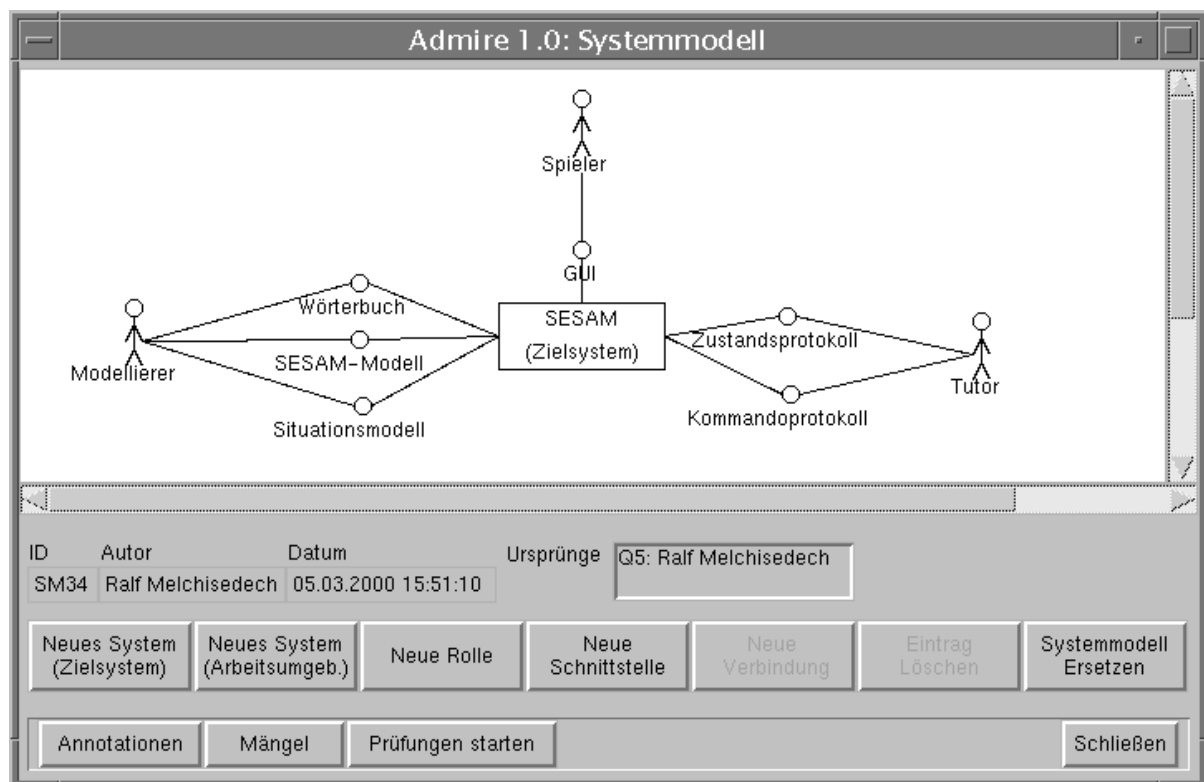 Admire 1.0: Systemmodell
Spieler
GUI
Wörterbuch
SESAM
(Zielsystem)
Zustandsprotokoll
SESAM-Modell
Modellierer
Tutor
Situationsmodell
Kommandoprotokoll
ID Autor Datum Ursprünge Q5: Ralf Melchisedech
SM34 Ralf Melchisedech 05.03.2000 15:51:10
Neues System
(Zielsystem)
Neues System
(Arbeitsumgeb.)
Neue Rolle
Neue
Schnittstelle
Neue
Verbindung
Eintrag
Löschen
Systemmodell
Ersetzen
Annotationen Mängel Prüfungen starten Schließen